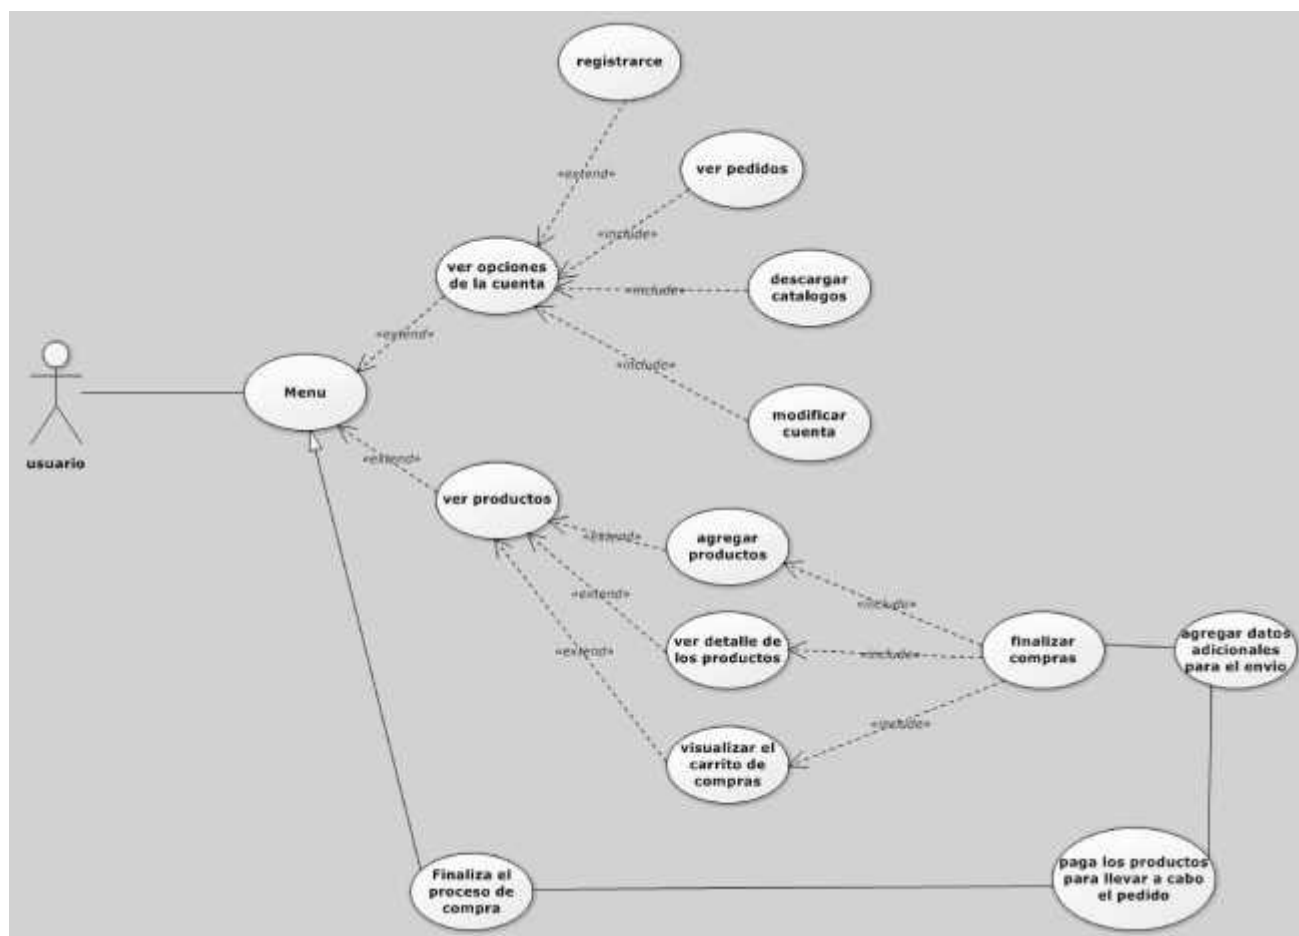 registrarce
«extend»
ver pedidos
«include»
ver opciones
de la cuenta
«include»
descargar
catalogos
«extend»
«include»
Menu
modificar
cuenta
usuario
«extend»
ver productos
«extend»
agregar
productos
«extend»
«include»
ver detalle de
los productos
«include»
finalizar
compras
agregar datos
adicionales
para el envio
«extend»
«include»
visualizar el
carrito de
compras
Finaliza el
proceso de
compra
paga los productos
para llevar a cabo
el pedido